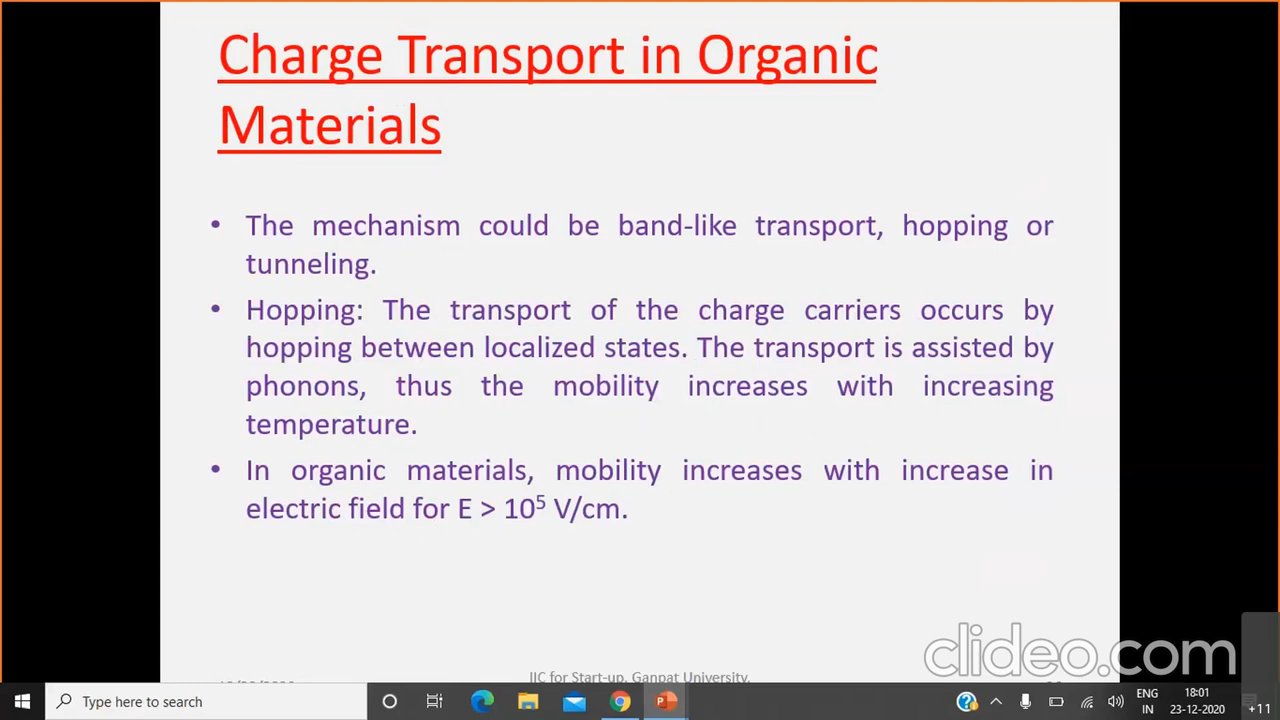 Charge Transport in Organic
Materials
• The mechanism could be band-like transport, hopping or
tunneling.
• Hopping: The transport of the charge carriers occurs by
hopping between localized states. The transport is assisted by
phonons, thus the mobility increases with increasing
temperature.
• In organic materials, mobility increases with increase in
electric field for E > 10⁵ V/cm.
clideo.com
IIC for Start-up, Ganpat University.
Type here to search
ENG
IN
18:01
23-12-2020
+11